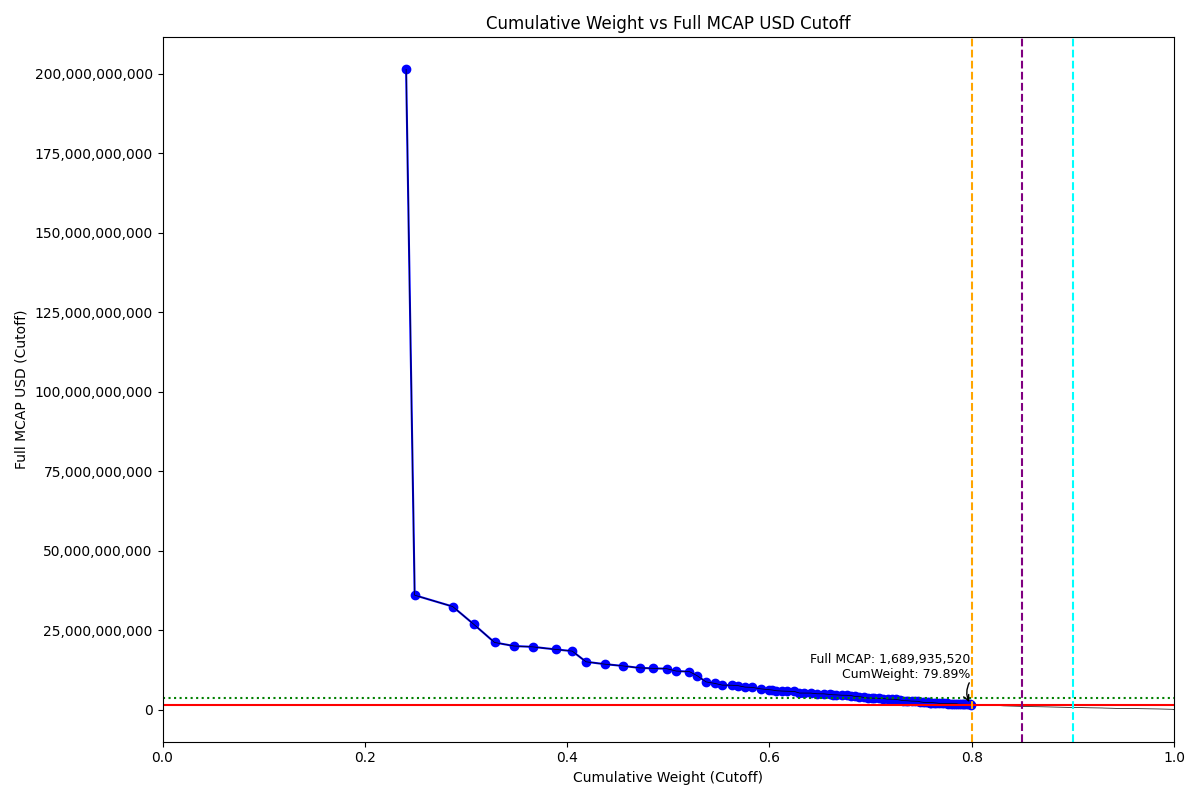 Cumulative Weight vs Full MCAP USD Cutoff
200,000,000,000
175,000,000,000
150,000,000,000
125,000,000,000
100,000,000,000
75,000,000,000
50,000,000,000
25,000,000,000
0
Full MCAP USD (Cutoff)
Full MCAP: 1,689,935,520
CumWeight: 79.89%
0.0 0.2 0.4 0.6 0.8 1.0
Cumulative Weight (Cutoff)